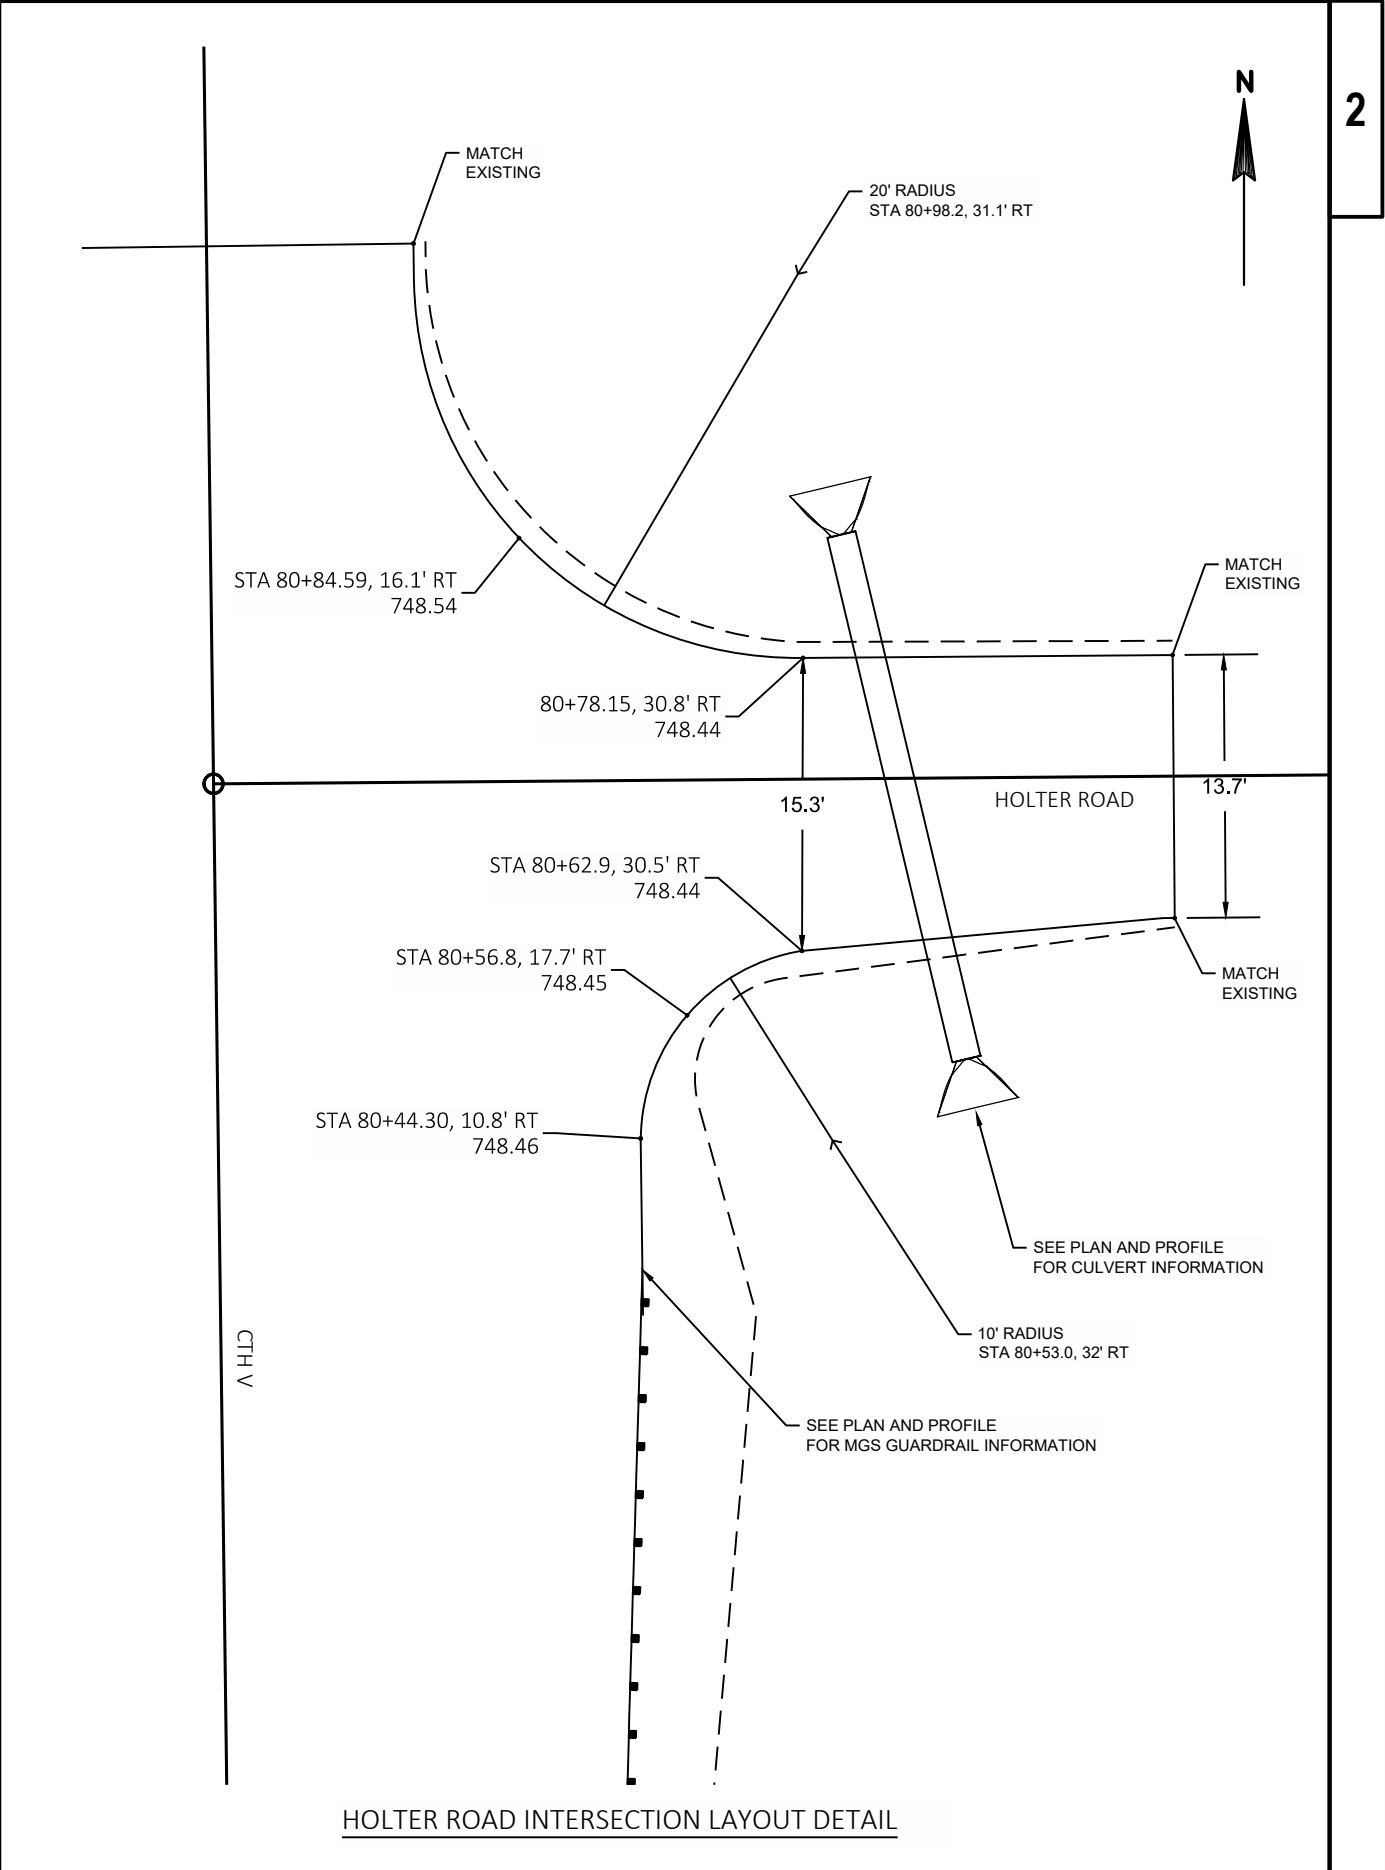 2
N
MATCH
EXISTING
20' RADIUS
STA 80+98.2, 31.1' RT
STA 80+84.59, 16.1' RT
748.54
MATCH
EXISTING
80+78.15, 30.8' RT
748.44
15.3'
HOLTER ROAD
13.7'
STA 80+62.9, 30.5' RT
748.44
STA 80+56.8, 17.7' RT
748.45
MATCH
EXISTING
STA 80+44.30, 10.8' RT
748.46
SEE PLAN AND PROFILE
FOR CULVERT INFORMATION
10' RADIUS
STA 80+53.0, 32' RT
CTH V
SEE PLAN AND PROFILE
FOR MGS GUARDRAIL INFORMATION
HOLTER ROAD INTERSECTION LAYOUT DETAIL